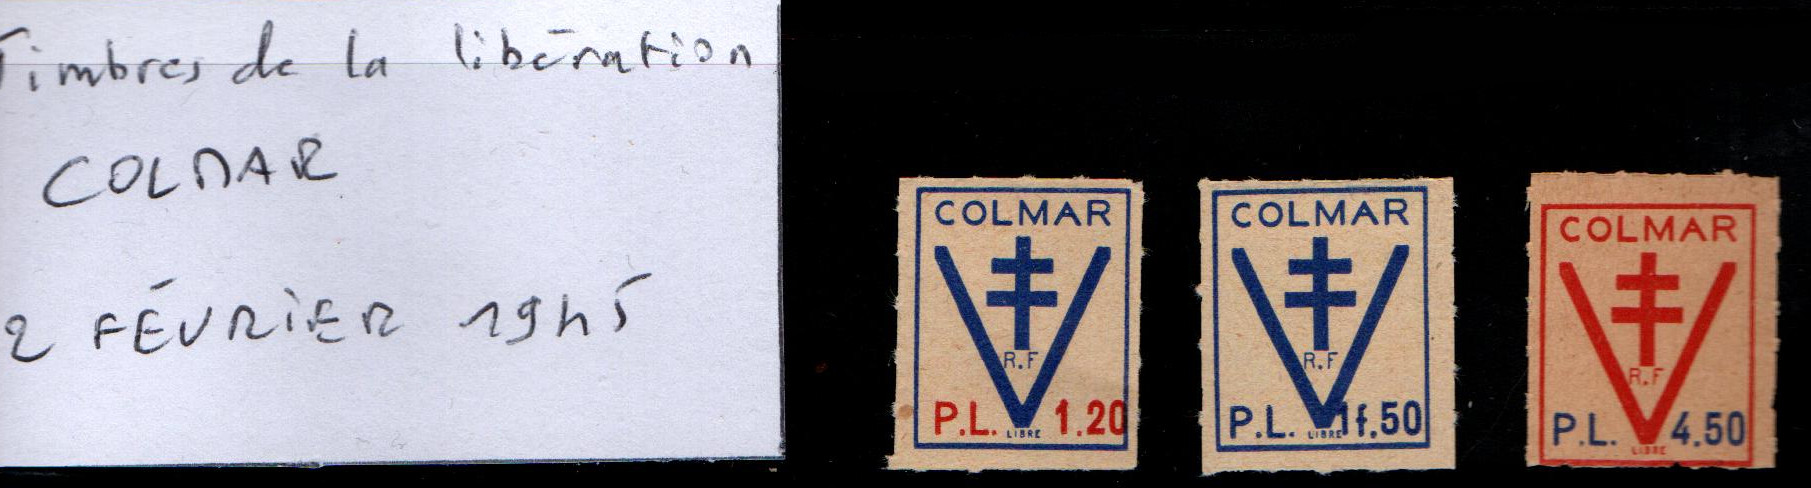 Timbres de la libération
COLMAR
2 FÉVRIER 1945
COLMAR
R.F
P.L. 1.20
LIBRE
COLMAR
R.F
P.L. 1f.50
LIBRE
COLMAR
R.F
P.L. 4.50
LIBRE